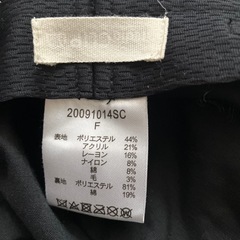 20091014SC
F
表地 ポリエステル 44%
アクリル 21%
レーヨン 16%
ナイロン 8%
綿 8%
毛 3%
裏地 ポリエステル 81%
綿 19%